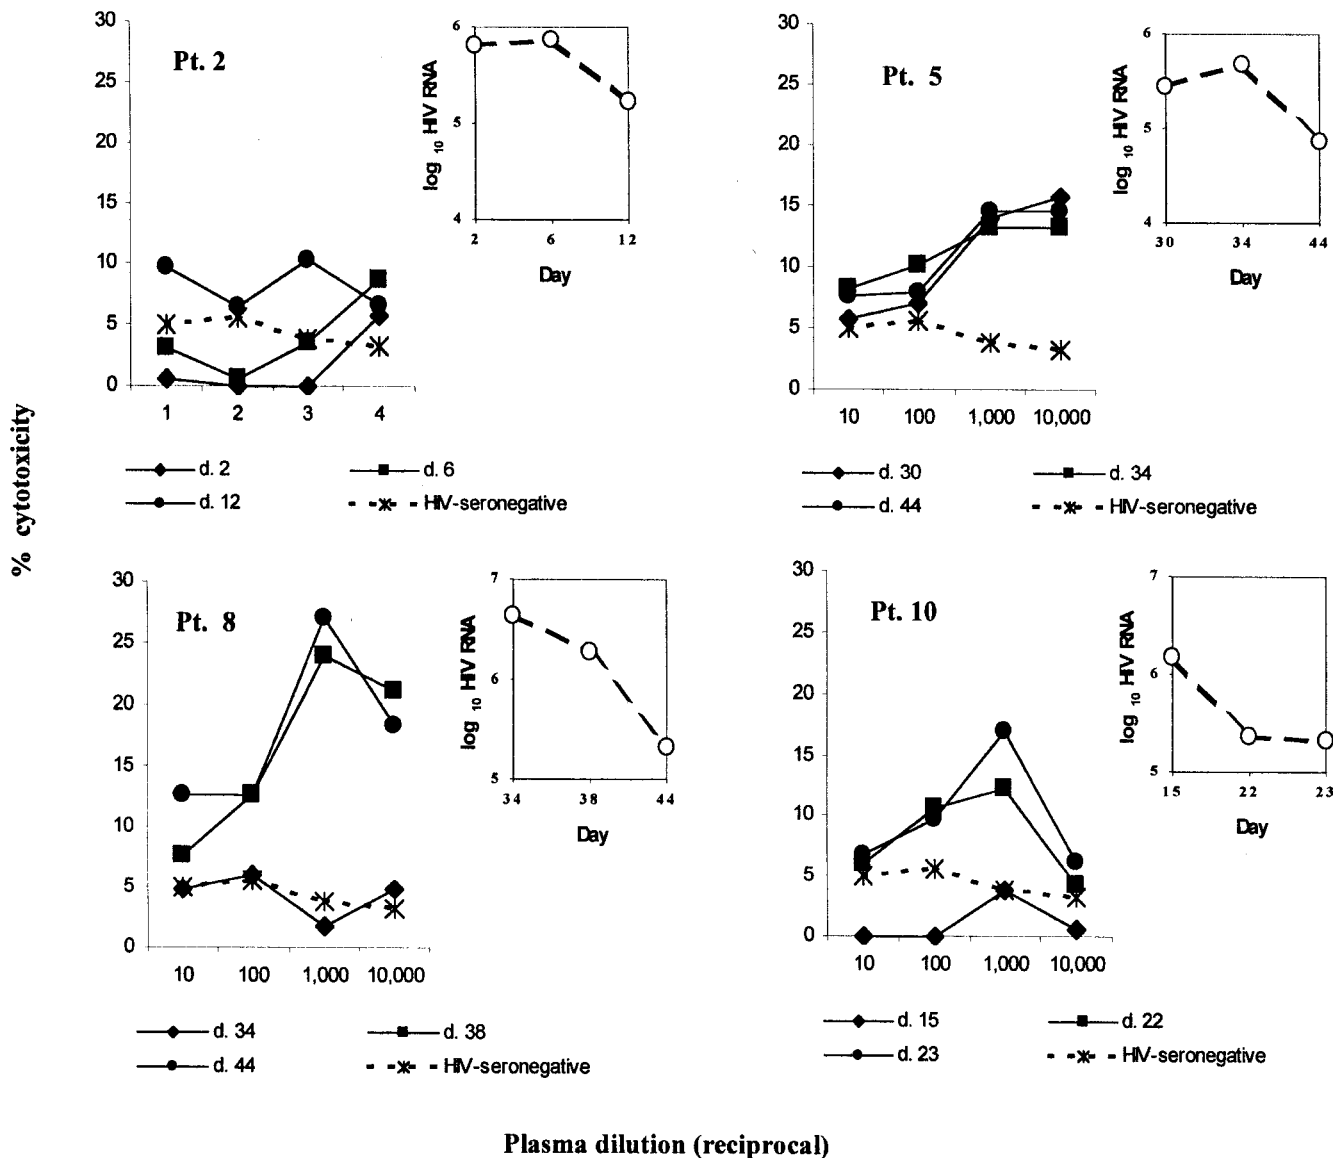 % cytotoxicity
Pt. 2
30
25
20
15
10
5
0
1 2 3 4
log 10 HIV RNA
6
5
4
2 6 12
Day
d. 2 d. 6
d. 12 HIV-seronegative
Pt. 5
30
25
20
15
10
5
0
10 100 1,000 10,000
log 10 HIV RNA
6
5
4
30 34 44
Day
d. 30 d. 34
d. 44 HIV-seronegative
Pt. 8
30
25
20
15
10
5
0
10 100 1,000 10,000
log 10 HIV RNA
7
6
5
34 38 44
Day
d. 34 d. 38
d. 44 HIV-seronegative
Pt. 10
30
25
20
15
10
5
0
10 100 1,000 10,000
log 10 HIV RNA
7
6
5
15 22 23
Day
d. 15 d. 22
d. 23 HIV-seronegative
Plasma dilution (reciprocal)